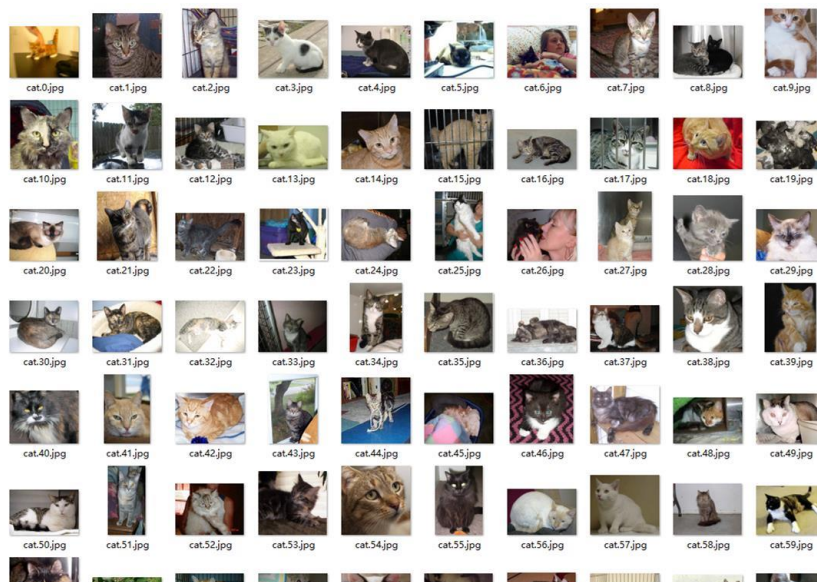 cat.0.jpg cat.1.jpg cat.2.jpg cat.3.jpg cat.4.jpg cat.5.jpg cat.6.jpg cat.7.jpg cat.8.jpg cat.9.jpg
cat.10.jpg cat.11.jpg cat.12.jpg cat.13.jpg cat.14.jpg cat.15.jpg cat.16.jpg cat.17.jpg cat.18.jpg cat.19.jpg
cat.20.jpg cat.21.jpg cat.22.jpg cat.23.jpg cat.24.jpg cat.25.jpg cat.26.jpg cat.27.jpg cat.28.jpg cat.29.jpg
cat.30.jpg cat.31.jpg cat.32.jpg cat.33.jpg cat.34.jpg cat.35.jpg cat.36.jpg cat.37.jpg cat.38.jpg cat.39.jpg
cat.40.jpg cat.41.jpg cat.42.jpg cat.43.jpg cat.44.jpg cat.45.jpg cat.46.jpg cat.47.jpg cat.48.jpg cat.49.jpg
cat.50.jpg cat.51.jpg cat.52.jpg cat.53.jpg cat.54.jpg cat.55.jpg cat.56.jpg cat.57.jpg cat.58.jpg cat.59.jpg